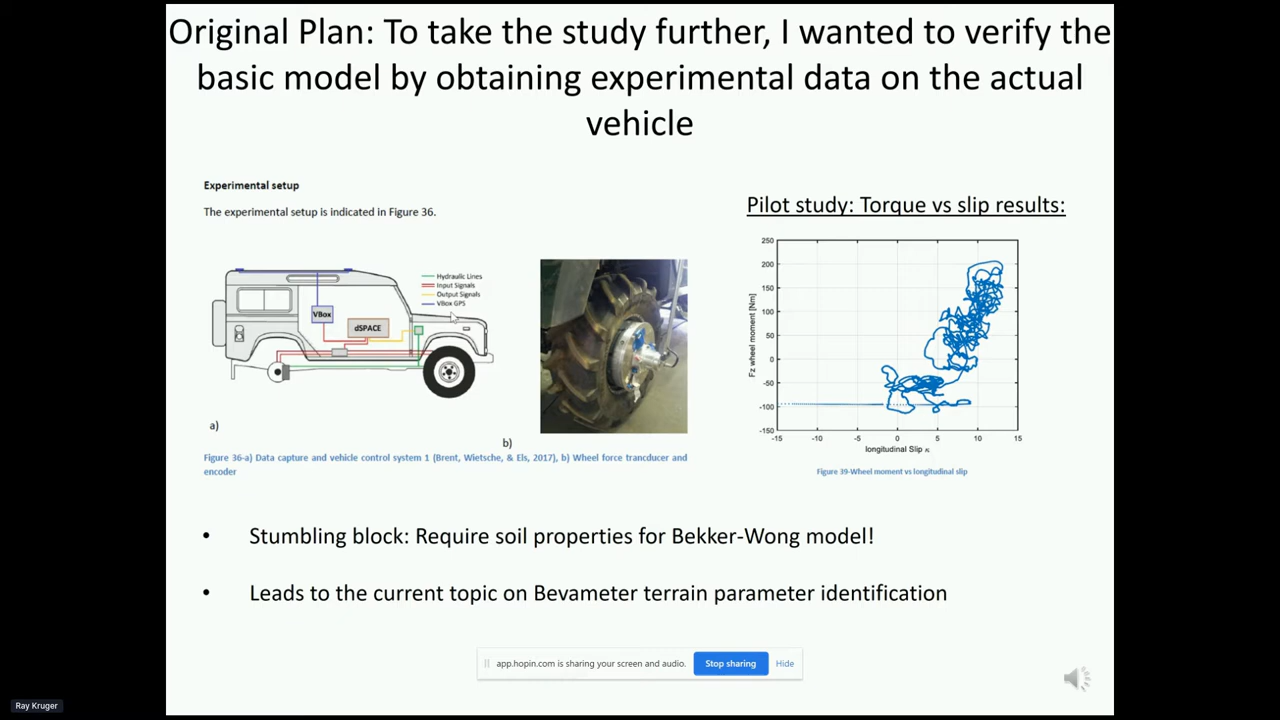 Original Plan: To take the study further, I wanted to verify the
basic model by obtaining experimental data on the actual
vehicle
Experimental setup
The experimental setup is indicated in Figure 36.
Hydraulic Lines
Input Signals
Output Signals
VBox GPS
VBox
dSPACE
a)
b)
Figure 36-a) Data capture and vehicle control system 1 (Brent, Wietsche, & Els, 2017), b) Wheel force trancducer and
encoder
Pilot study: Torque vs slip results:
250
200
150
100
50
0
-50
-100
-150
Fz wheel moment [Nm]
-15 -10 -5 0 5 10 15
longitudinal Slip κ
Figure 39-Wheel moment vs longitudinal slip
• Stumbling block: Require soil properties for Bekker-Wong model!
• Leads to the current topic on Bevameter terrain parameter identification
app.hopin.com is sharing your screen and audio.
Stop sharing
Hide
Ray Kruger